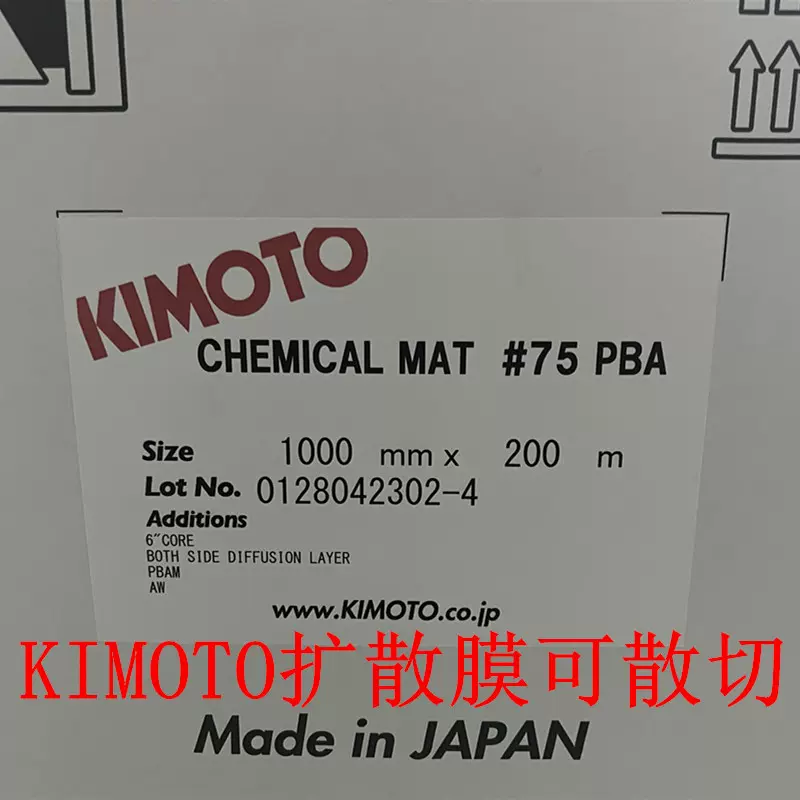 KIMOTO
CHEMICAL MAT #75 PBA
Size 1000 mm x 200 m
Lot No. 0128042302-4
Additions
6"CORE
BOTH SIDE DIFFUSION LAYER
PBAM
AW
www.KIMOTO.co.jp
KIMOTO扩散膜可散切
Made in JAPAN